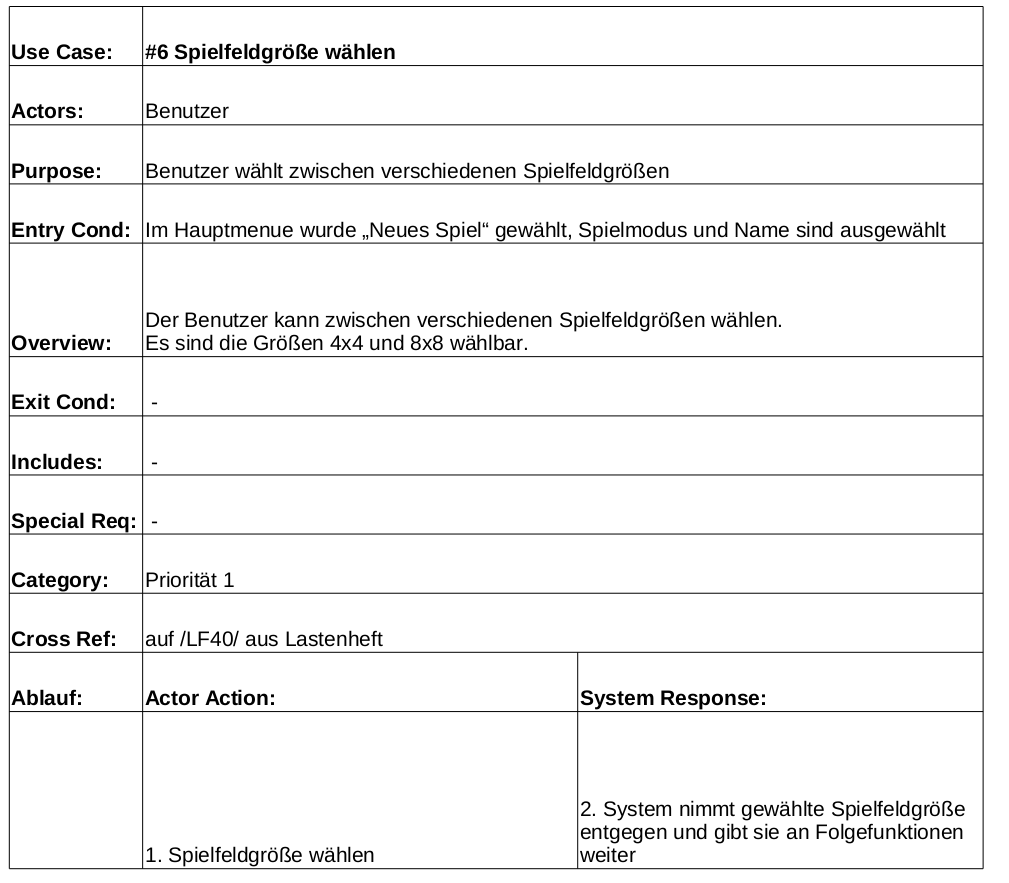 Use Case: #6 Spielfeldgröße wählen
Actors: Benutzer
Purpose: Benutzer wählt zwischen verschiedenen Spielfeldgrößen
Entry Cond: Im Hauptmenue wurde „Neues Spiel“ gewählt, Spielmodus und Name sind ausgewählt
Der Benutzer kann zwischen verschiedenen Spielfeldgrößen wählen.
Overview: Es sind die Größen 4x4 und 8x8 wählbar.
Exit Cond: -
Includes: -
Special Req: -
Category: Priorität 1
Cross Ref: auf /LF40/ aus Lastenheft
Ablauf: Actor Action: System Response:
2. System nimmt gewählte Spielfeldgröße
entgegen und gibt sie an Folgefunktionen
1. Spielfeldgröße wählen weiter